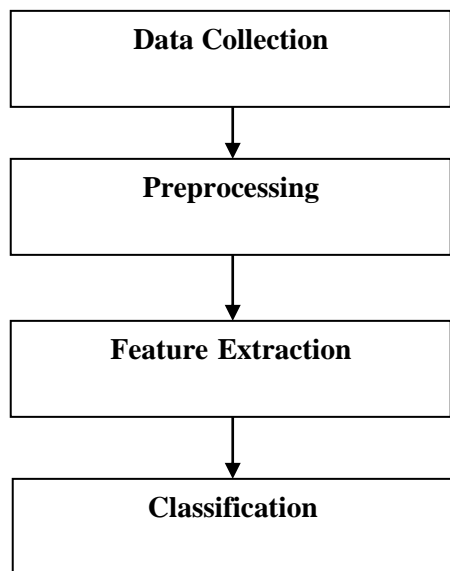 Data Collection
Preprocessing
Feature Extraction
Classification